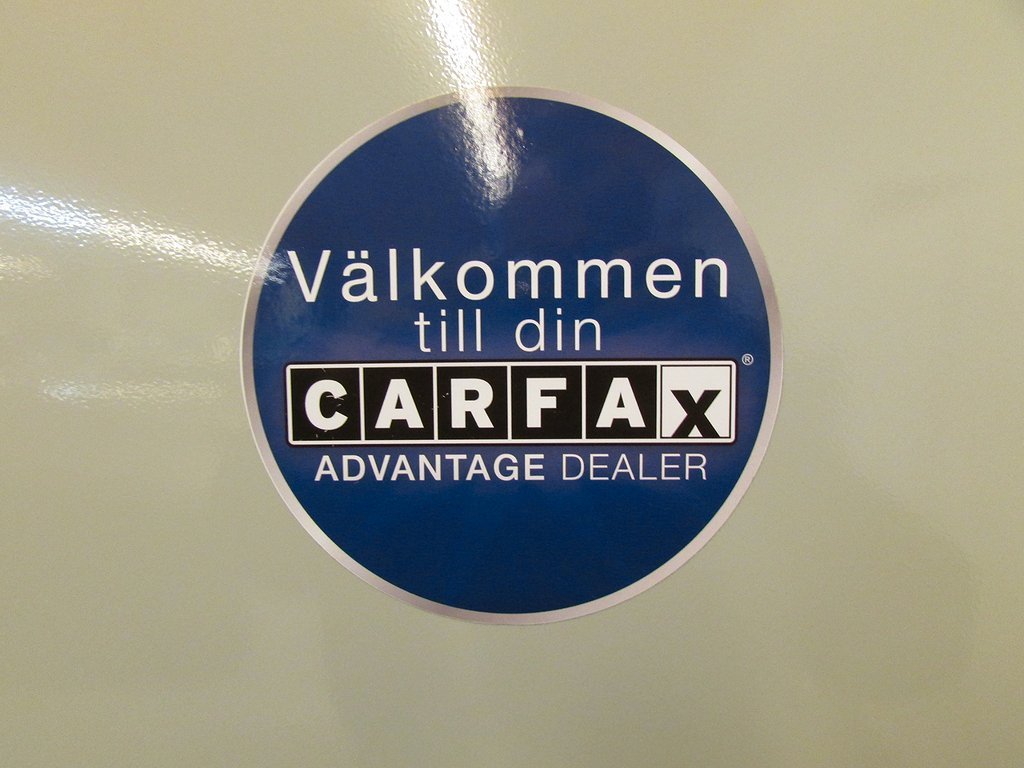 Välkommen
till din
CARFAX®
ADVANTAGE DEALER